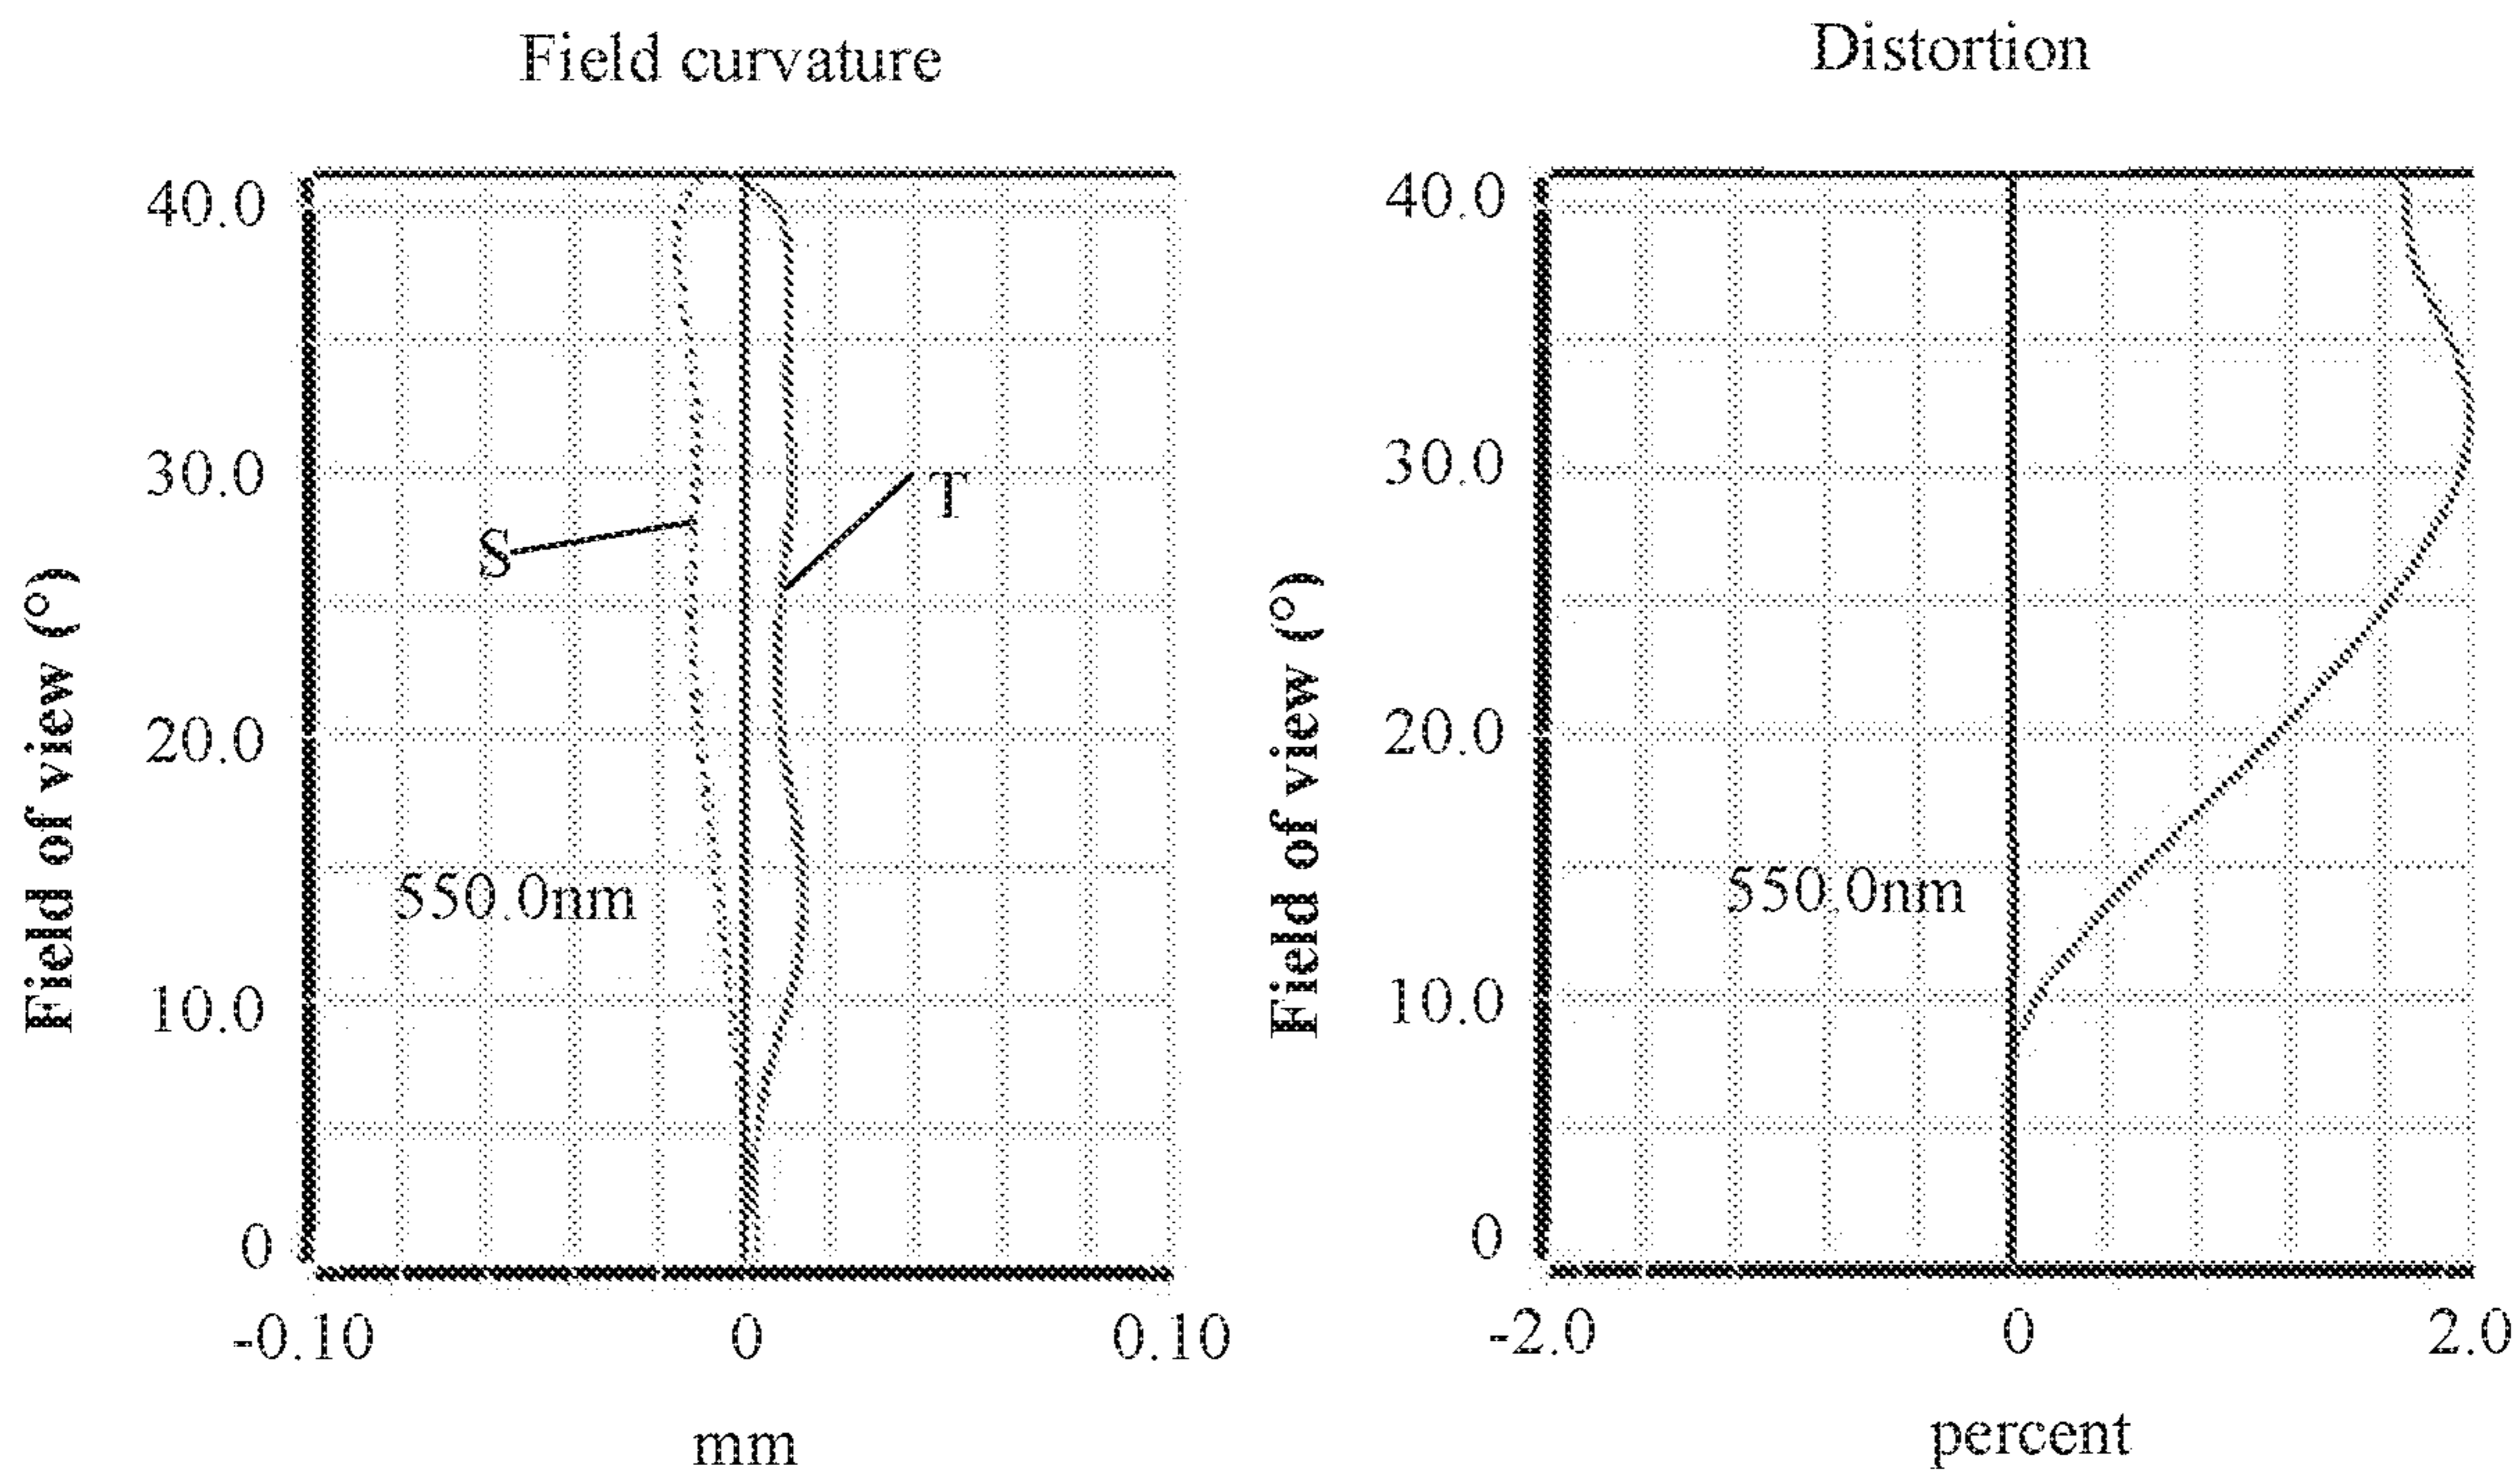 Field curvature
40.0
30.0
20.0
10.0
0
Field of view (°)
S
T
550.0nm
-0.10 0 0.10
mm
Distortion
40.0
30.0
20.0
10.0
0
Field of view (°)
550.0nm
-2.0 0 2.0
percent